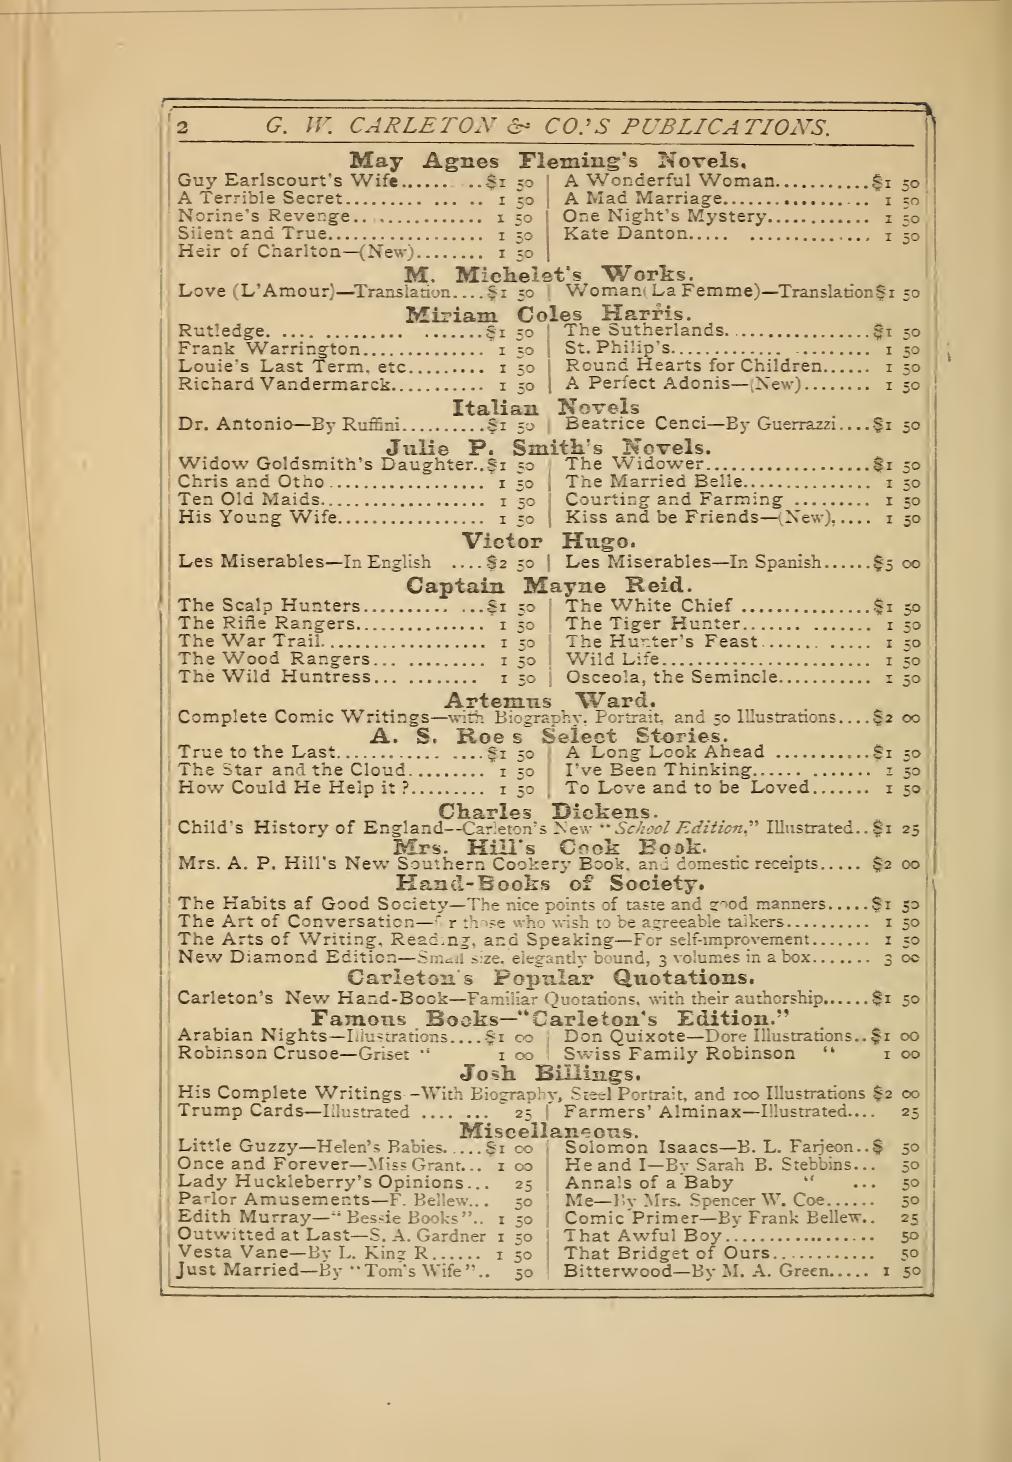 2 G. W. CARLETON & CO.'S PUBLICATIONS.
May Agnes Fleming's Novels.
Guy Earlscourt's Wife...... ..$1 50 | A Wonderful Woman...........$1 50
A Terrible Secret.......... ... .. 1 50 | A Mad Marriage.................. 1 50
Norine's Revenge.. .............. 1 50 | One Night's Mystery............ 1 50
Silent and True.................. 1 50 | Kate Danton..... .............. 1 50
Heir of Charlton—(New)........ 1 50 |
M. Michelet's Works.
Love (L'Amour)—Translation....$1 50 | Woman (La Femme)—Translation $1 50
Miriam Coles Harris.
Rutledge. .... ........... .......$1 50 | The Sutherlands. ...............$1 50
Frank Warrington.............. 1 50 | St. Philip's............. ......... 1 50
Louie's Last Term, etc......... 1 50 | Round Hearts for Children...... 1 50
Richard Vandermarck........... 1 50 | A Perfect Adonis—(New)........ 1 50
Italian Novels
Dr. Antonio—By Ruffini..........$1 50 | Beatrice Cenci—By Guerrazzi....$1 50
Julie P. Smith's Novels.
Widow Goldsmith's Daughter..$1 50 | The Widower...................$1 50
Chris and Otho................. 1 50 | The Married Belle.............. 1 50
Ten Old Maids.................. 1 50 | Courting and Farming ......... 1 50
His Young Wife................ 1 50 | Kiss and be Friends—(New)..... 1 50
Victor Hugo.
Les Miserables—In English ....$2 50 | Les Miserables—In Spanish......$5 00
Captain Mayne Reid.
The Scalp Hunters.......... ...$1 50 | The White Chief ...............$1 50
The Rifle Rangers.............. 1 50 | The Tiger Hunter........ ....... 1 50
The War Trail.................. 1 50 | The Hunter's Feast....... ...... 1 50
The Wood Rangers... .......... 1 50 | Wild Life....................... 1 50
The Wild Huntress... ......... 1 50 | Osceola, the Seminole........... 1 50
Artemus Ward.
Complete Comic Writings—with Biography, Portrait, and 50 Illustrations....$2 00
A. S. Roe s Select Stories.
True to the Last............ ....$1 50 | A Long Look Ahead ...........$1 50
The Star and the Cloud......... 1 50 | I've Been Thinking...... ....... 1 50
How Could He Help it ?......... 1 50 | To Love and to be Loved....... 1 50
Charles Dickens.
Child's History of England--Carleton's New "School Edition," Illustrated..$1 25
Mrs. Hill's Cook Book.
Mrs. A. P. Hill's New Southern Cookery Book, and domestic receipts..... $2 00
Hand-Books of Society.
The Habits af Good Society—The nice points of taste and good manners.....$1 50
The Art of Conversation—for those who wish to be agreeable talkers.......... 1 50
The Arts of Writing, Reading, and Speaking—For self-improvement....... 1 50
New Diamond Edition—Small size, elegantly bound, 3 volumes in a box....... 3 00
Carleton's Popular Quotations.
Carleton's New Hand-Book—Familiar Quotations, with their authorship......$1 50
Famous Books—"Carleton's Edition."
Arabian Nights—Illustrations....$1 00 | Don Quixote—Dore Illustrations..$1 00
Robinson Crusoe—Griset " 1 00 | Swiss Family Robinson " 1 00
Josh Billings.
His Complete Writings -With Biography, Steel Portrait, and 100 Illustrations $2 00
Trump Cards—Illustrated .... ... 25 | Farmers' Alminax—Illustrated.... 25
Miscellaneous.
Little Guzzy—Helen's Babies. ....$1 00 | Solomon Isaacs—B. L. Farjeon..$ 50
Once and Forever—Miss Grant... 1 00 | He and I—By Sarah B. Stebbins... 50
Lady Huckleberry's Opinions... 25 | Annals of a Baby " ... 50
Parlor Amusements—F. Bellew... 50 | Me—By Mrs. Spencer W. Coe...... 50
Edith Murray—" Bessie Books".. 1 50 | Comic Primer—By Frank Bellew.. 25
Outwitted at Last—S. A. Gardner 1 50 | That Awful Boy.................. 50
Vesta Vane—By L. King R...... 1 50 | That Bridget of Ours............ 50
Just Married—By "Tom's Wife".. 50 | Bitterwood—By M. A. Green..... 1 50